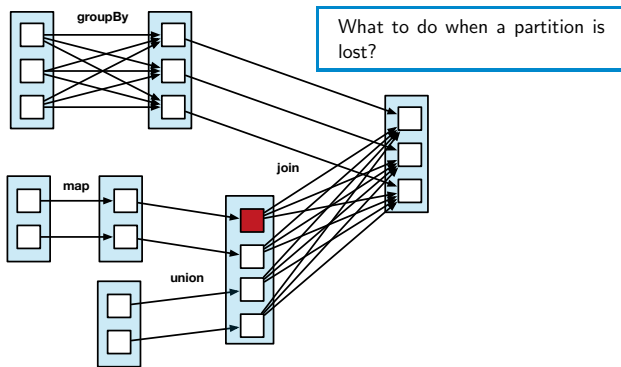 groupBy
What to do when a partition is
lost?
join
map
union